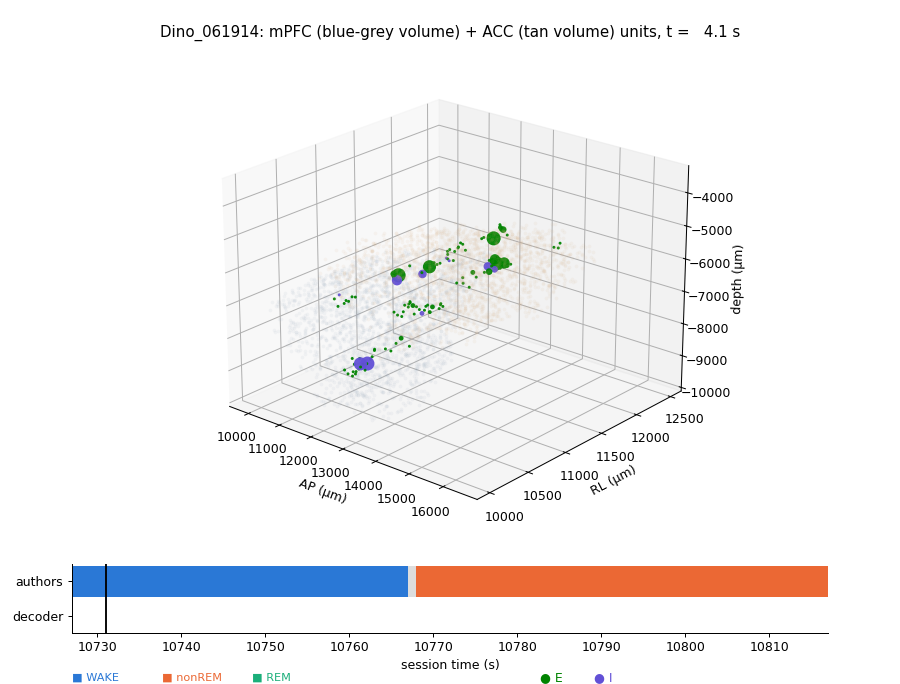 Dino_061914: mPFC (blue-grey volume) + ACC (tan volume) units, t =   4.1 s
−4000
−5000
−6000
−7000
−8000
−9000
−10000
depth (µm)
10000
11000
12000
13000
14000
15000
16000
AP (µm)
10000
10500
11000
11500
12000
12500
RL (µm)
authors
decoder
10730
10740
10750
10760
10770
10780
10790
10800
10810
session time (s)
WAKE
nonREM
REM
E
I